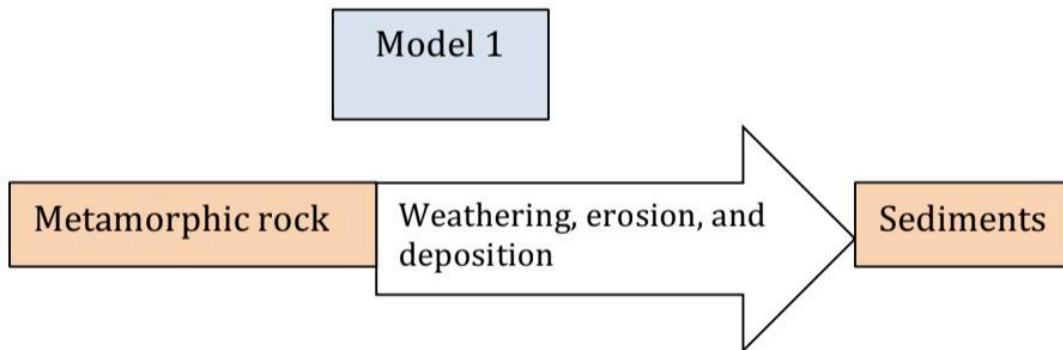 Model 1
Metamorphic rock
Weathering, erosion, and
deposition
Sediments